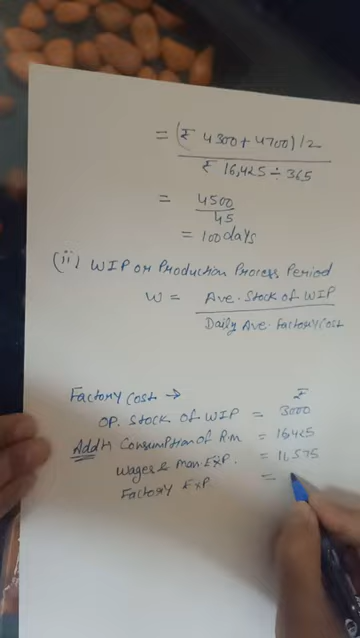 = (₹ 4300 + 4700) / 2
₹ 16,425 ÷ 365
= 4500
45
= 100 days
(ii) WIP or Production Process Period
W = Ave. Stock of WIP
Daily Ave. Factory Cost
Factory Cost → ₹
OP. Stock of WIP = 3000
Add Consumption of R.m = 16,425
Wages & Man. Exp. = 11,575
Factory Exp =